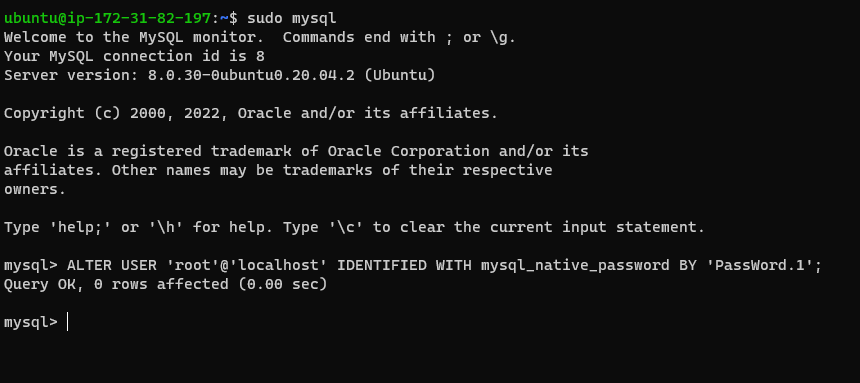 ubuntu@ip-172-31-82-197:~$ sudo mysql
Welcome to the MySQL monitor.  Commands end with ; or \g.
Your MySQL connection id is 8
Server version: 8.0.30-0ubuntu0.20.04.2 (Ubuntu)
Copyright (c) 2000, 2022, Oracle and/or its affiliates.
Oracle is a registered trademark of Oracle Corporation and/or its
affiliates. Other names may be trademarks of their respective
owners.
Type 'help;' or '\h' for help. Type '\c' to clear the current input statement.
mysql> ALTER USER 'root'@'localhost' IDENTIFIED WITH mysql_native_password BY 'PassWord.1';
Query OK, 0 rows affected (0.00 sec)
mysql>